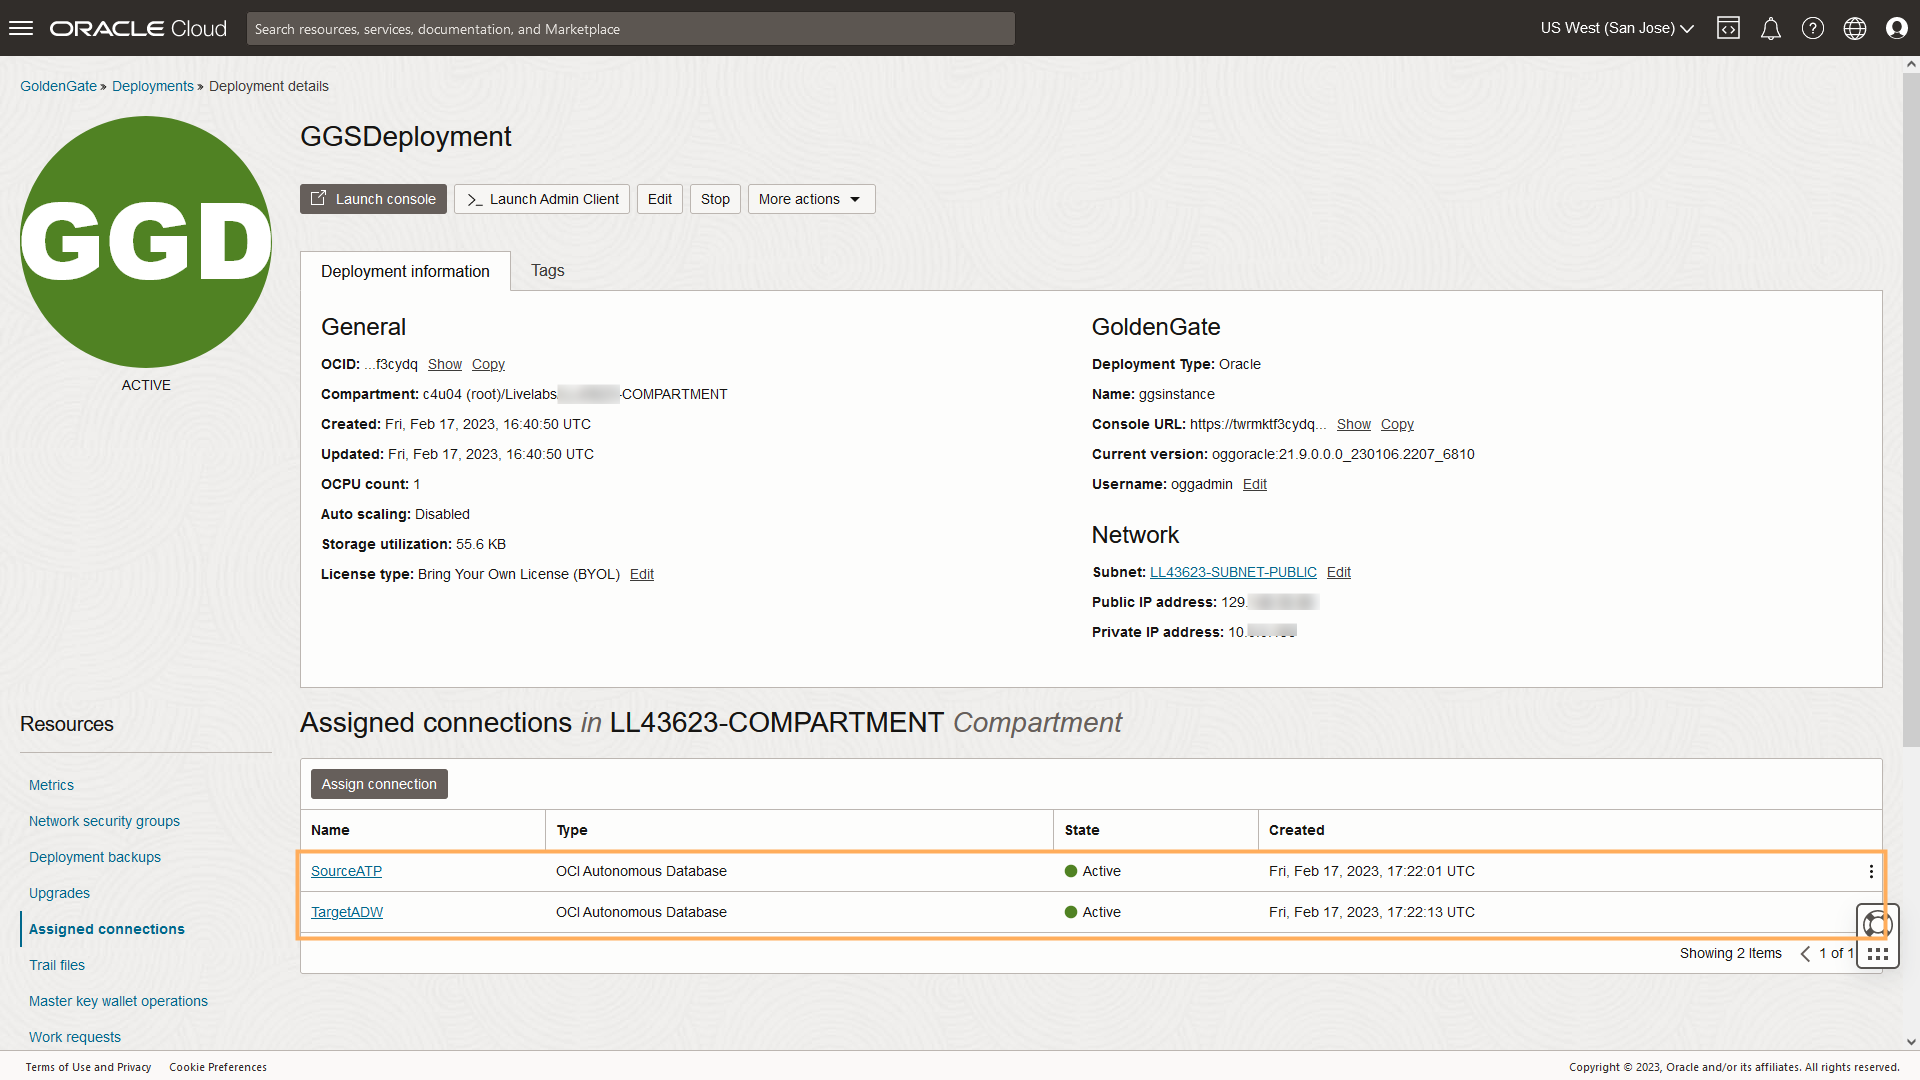 ORACLE Cloud
Search resources, services, documentation, and Marketplace
US West (San Jose)
GoldenGate » Deployments » Deployment details
GGD
ACTIVE
GGSDeployment
Launch console
Launch Admin Client
Edit
Stop
More actions
Deployment information
Tags
General
OCID: ...f3cydq Show Copy
Compartment: c4u04 (root)/Livelabs -COMPARTMENT
Created: Fri, Feb 17, 2023, 16:40:50 UTC
Updated: Fri, Feb 17, 2023, 16:40:50 UTC
OCPU count: 1
Auto scaling: Disabled
Storage utilization: 55.6 KB
License type: Bring Your Own License (BYOL) Edit
GoldenGate
Deployment Type: Oracle
Name: ggsinstance
Console URL: https://twrmktf3cydq... Show Copy
Current version: oggoracle:21.9.0.0.0_230106.2207_6810
Username: oggadmin Edit
Network
Subnet: LL43623-SUBNET-PUBLIC Edit
Public IP address: 129.
Private IP address: 10.
Resources
Metrics
Network security groups
Deployment backups
Upgrades
Assigned connections
Trail files
Master key wallet operations
Work requests
Assigned connections in LL43623-COMPARTMENT Compartment
Assign connection
Name Type State Created
SourceATP OCI Autonomous Database Active Fri, Feb 17, 2023, 17:22:01 UTC
TargetADW OCI Autonomous Database Active Fri, Feb 17, 2023, 17:22:13 UTC
Showing 2 Items 1 of 1
Terms of Use and Privacy Cookie Preferences
Copyright © 2023, Oracle and/or its affiliates. All rights reserved.